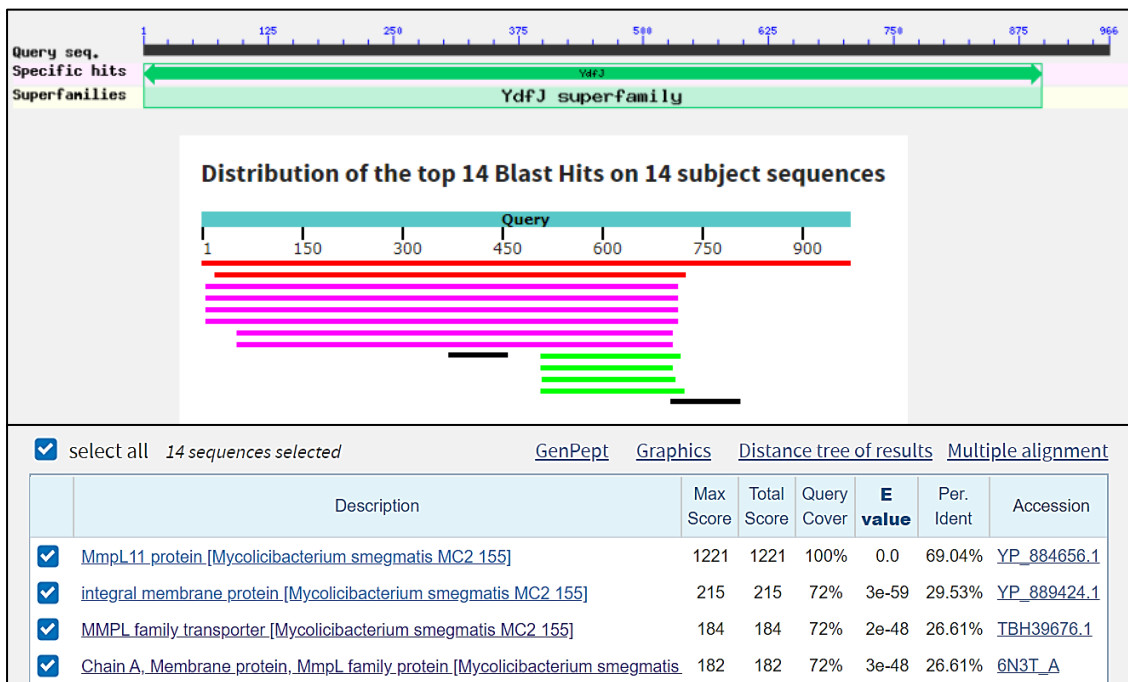 1 125 250 375 500 625 750 875 966
Query seq.
Specific hits YdfJ
Superfamilies YdfJ superfamily
Distribution of the top 14 Blast Hits on 14 subject sequences
Query
1 150 300 450 600 750 900
select all 14 sequences selected GenPept Graphics Distance tree of results Multiple alignment
Description Max Score Total Score Query Cover E value Per. Ident Accession
MmpL11 protein [Mycolicibacterium smegmatis MC2 155] 1221 1221 100% 0.0 69.04% YP_884656.1
integral membrane protein [Mycolicibacterium smegmatis MC2 155] 215 215 72% 3e-59 29.53% YP_889424.1
MMPL family transporter [Mycolicibacterium smegmatis MC2 155] 184 184 72% 2e-48 26.61% TBH39676.1
Chain A, Membrane protein, MmpL family protein [Mycolicibacterium smegmatis 182 182 72% 3e-48 26.61% 6N3T_A